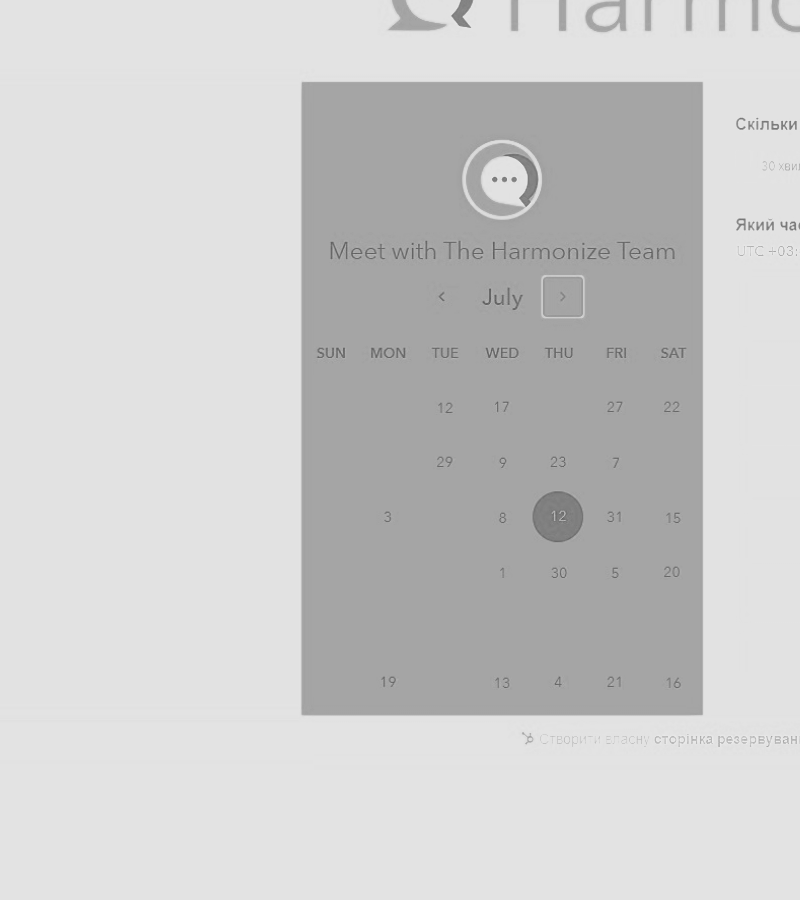 Harmo
Скільки
30 хви
Який ча
UTC +03:
Meet with The Harmonize Team
July
SUN MON TUE WED THU FRI SAT
12 17 27 22
29 9 23 7
3 8 12 31 15
1 30 5 20
19 13 4 21 16
Створити власну сторінка резервуван